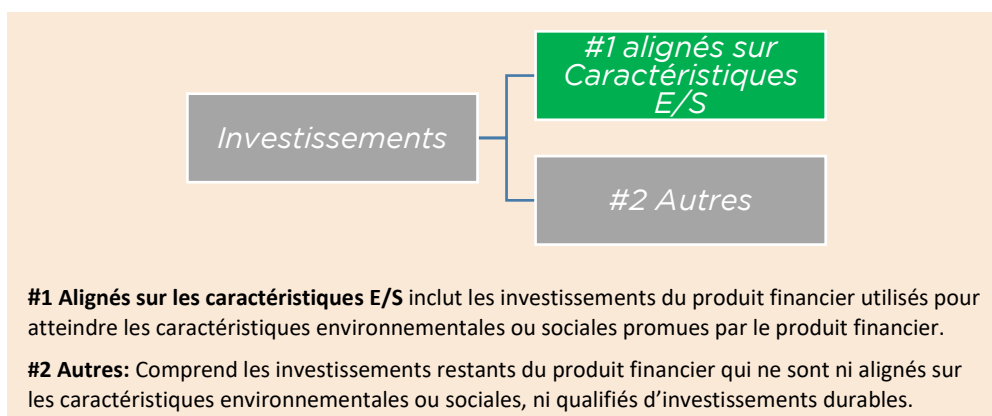 #1 alignés sur
Caractéristiques
E/S
Investissements
#2 Autres
#1 Alignés sur les caractéristiques E/S inclut les investissements du produit financier utilisés pour
atteindre les caractéristiques environnementales ou sociales promues par le produit financier.
#2 Autres: Comprend les investissements restants du produit financier qui ne sont ni alignés sur
les caractéristiques environnementales ou sociales, ni qualifiés d’investissements durables.